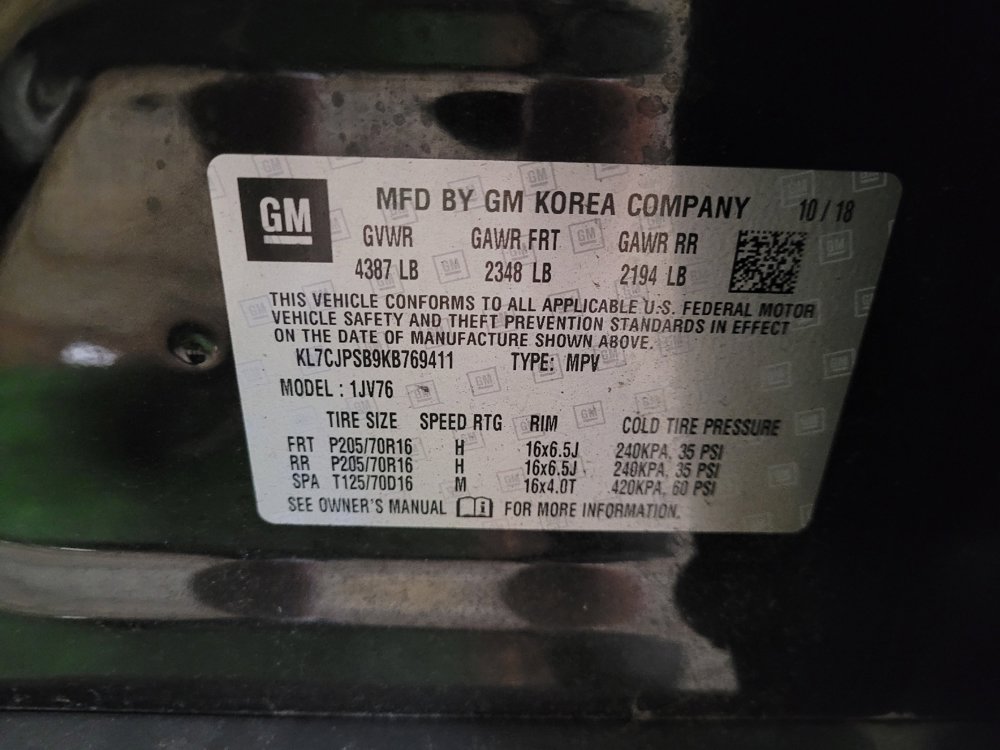 GM
MFD BY GM KOREA COMPANY 10/18
GVWR GAWR FRT GAWR RR
4387 LB 2348 LB 2194 LB
THIS VEHICLE CONFORMS TO ALL APPLICABLE U.S. FEDERAL MOTOR
VEHICLE SAFETY AND THEFT PREVENTION STANDARDS IN EFFECT
ON THE DATE OF MANUFACTURE SHOWN ABOVE.
KL7CJPSB9KB769411 TYPE: MPV
MODEL : 1JV76
TIRE SIZE SPEED RTG RIM COLD TIRE PRESSURE
FRT P205/70R16 H 16x6.5J 240KPA, 35 PSI
RR P205/70R16 H 16x6.5J 240KPA, 35 PSI
SPA T125/70D16 M 16x4.0T 420KPA, 60 PSI
SEE OWNER'S MANUAL i FOR MORE INFORMATION.